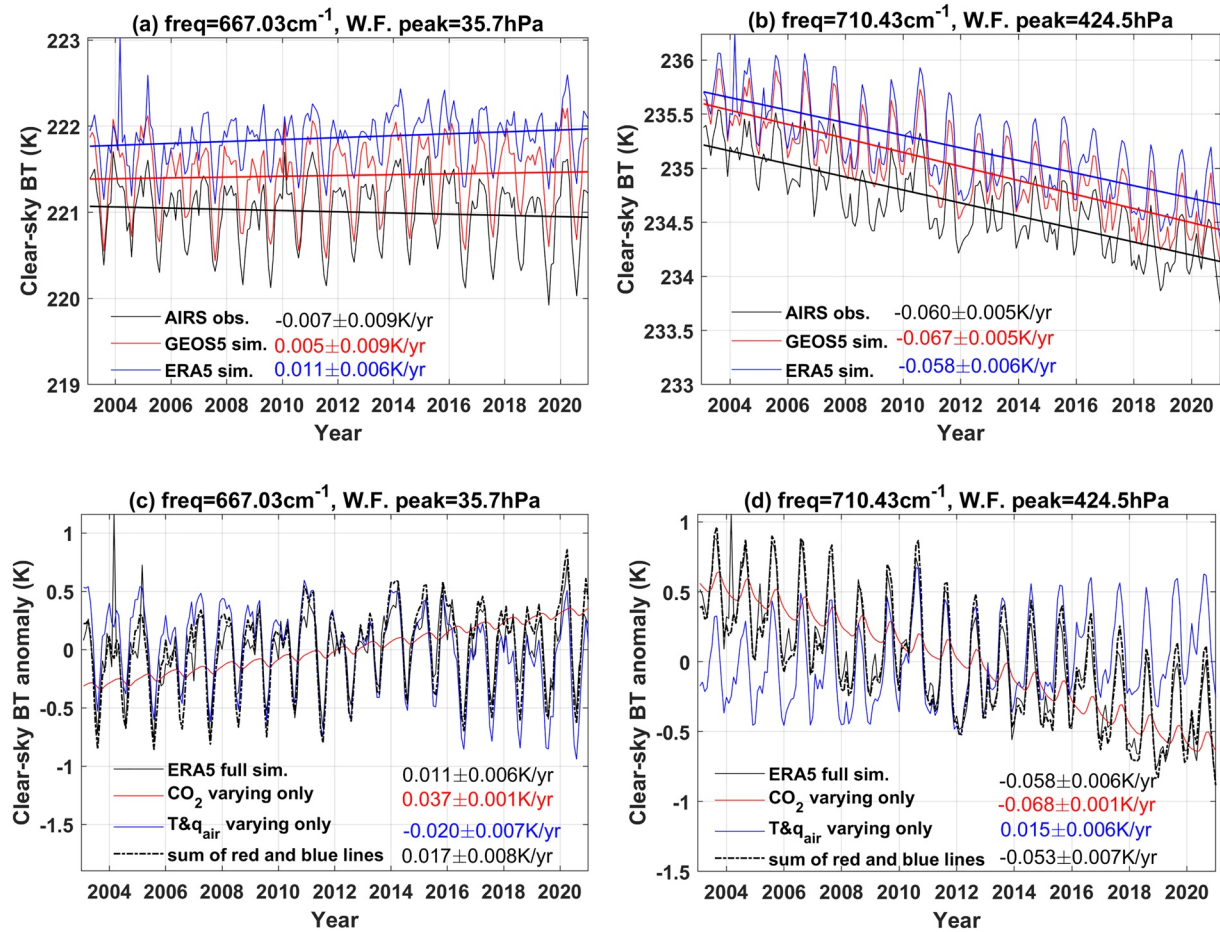 (a) freq=667.03cm-1, W.F. peak=35.7hPa
223
222
221
220
219
Clear-sky BT (K)
AIRS obs. -0.007±0.009K/yr
GEOS5 sim. 0.005±0.009K/yr
ERA5 sim. 0.011±0.006K/yr
2004 2006 2008 2010 2012 2014 2016 2018 2020
Year
(b) freq=710.43cm-1, W.F. peak=424.5hPa
236
235.5
235
234.5
234
233.5
233
Clear-sky BT (K)
AIRS obs. -0.060±0.005K/yr
GEOS5 sim. -0.067±0.005K/yr
ERA5 sim. -0.058±0.006K/yr
2004 2006 2008 2010 2012 2014 2016 2018 2020
Year
(c) freq=667.03cm-1, W.F. peak=35.7hPa
1
0.5
0
-0.5
-1
-1.5
Clear-sky BT anomaly (K)
ERA5 full sim. 0.011±0.006K/yr
CO2 varying only 0.037±0.001K/yr
T&qair varying only -0.020±0.007K/yr
sum of red and blue lines 0.017±0.008K/yr
2004 2006 2008 2010 2012 2014 2016 2018 2020
Year
(d) freq=710.43cm-1, W.F. peak=424.5hPa
1
0.5
0
-0.5
-1
-1.5
Clear-sky BT anomaly (K)
ERA5 full sim. -0.058±0.006K/yr
CO2 varying only -0.068±0.001K/yr
T&qair varying only 0.015±0.006K/yr
sum of red and blue lines -0.053±0.007K/yr
2004 2006 2008 2010 2012 2014 2016 2018 2020
Year